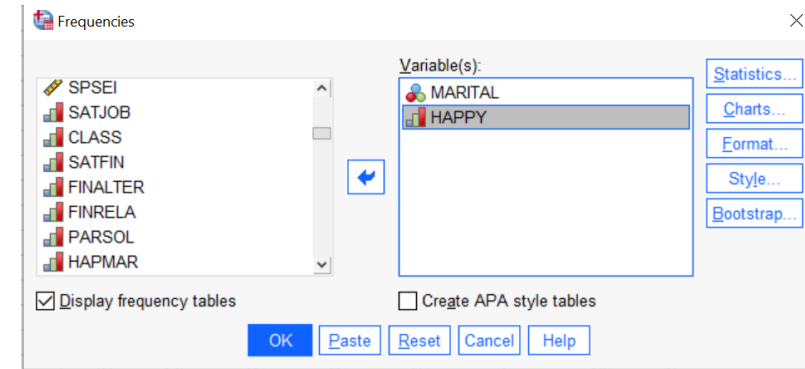 Frequencies
SPSEI
SATJOB
CLASS
SATFIN
FINALTER
FINRELA
PARSOL
HAPMAR
Variable(s):
MARITAL
HAPPY
Statistics...
Charts...
Format...
Style...
Bootstrap...
Display frequency tables
Create APA style tables
OK
Paste
Reset
Cancel
Help